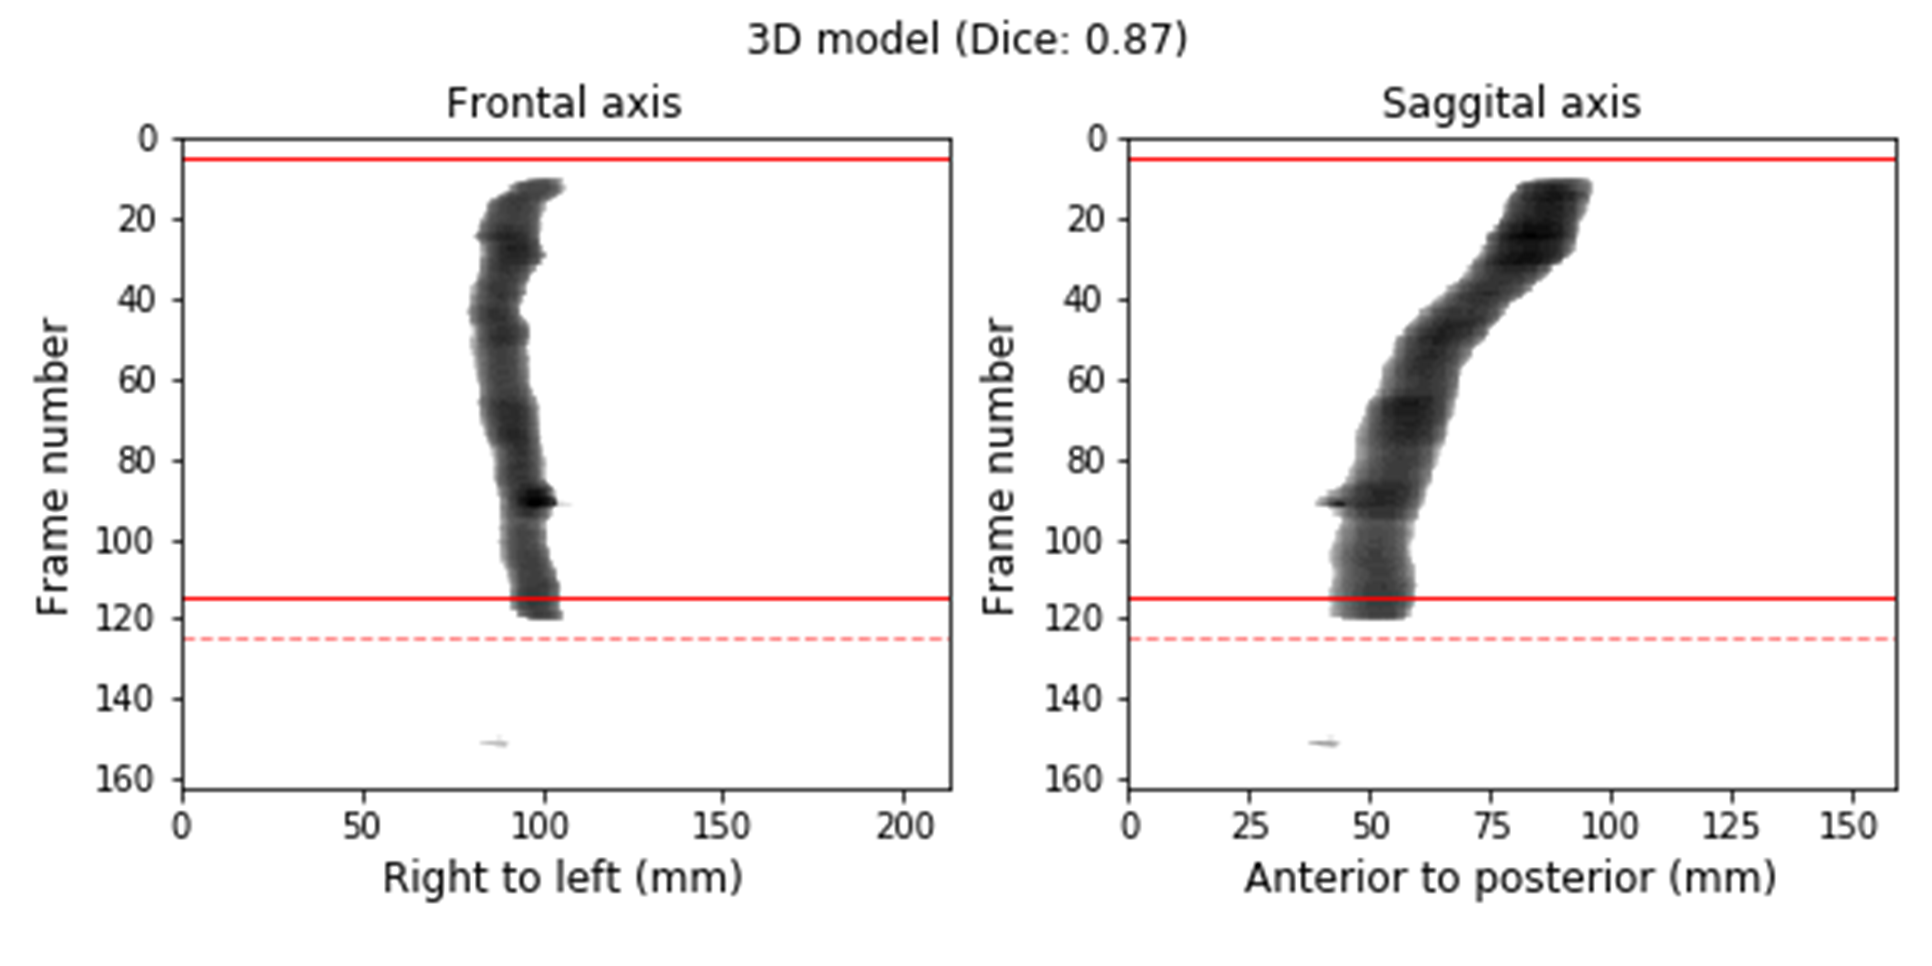 3D model (Dice: 0.87)
Frontal axis
0
20
40
60
80
100
120
140
160
Frame number
0 50 100 150 200
Right to left (mm)
Saggital axis
0
20
40
60
80
100
120
140
160
Frame number
0 25 50 75 100 125 150
Anterior to posterior (mm)